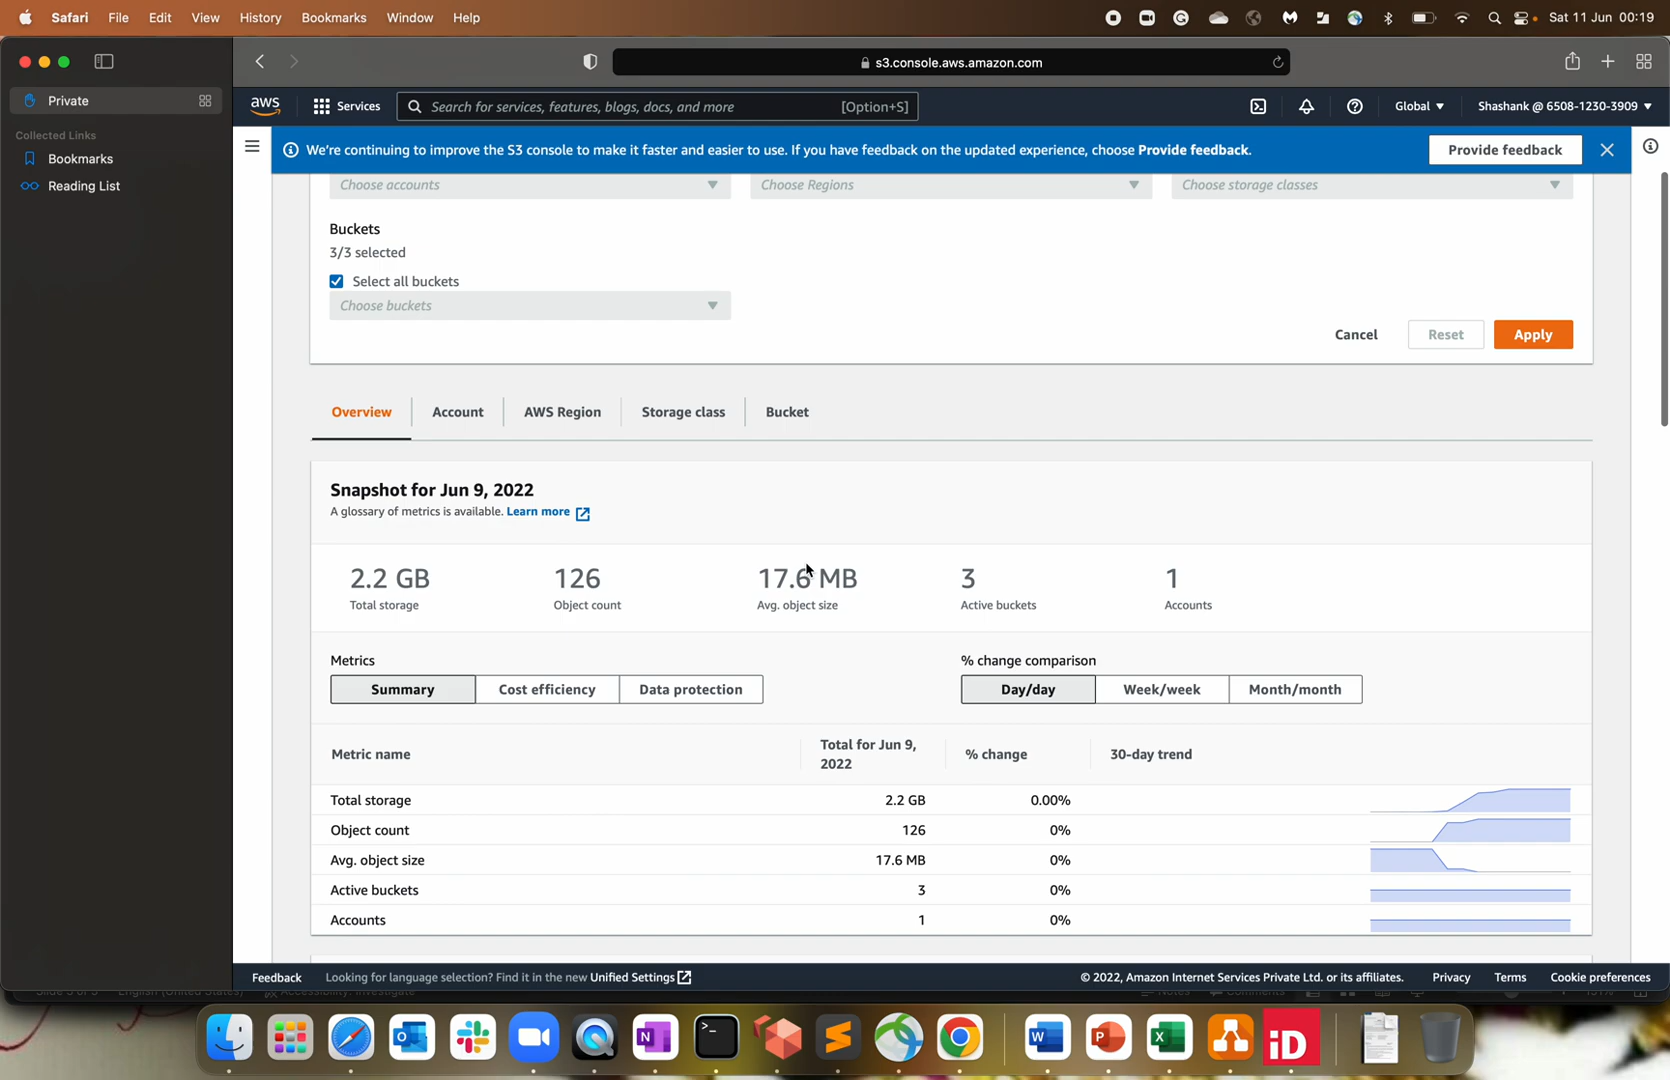 Safari File Edit View History Bookmarks Window Help Sat 11 Jun 00:19
s3.console.aws.amazon.com
Private
Collected Links
Bookmarks
Reading List
aws Services Search for services, features, blogs, docs, and more [Option+S] Global Shashank @ 6508-1230-3909
We're continuing to improve the S3 console to make it faster and easier to use. If you have feedback on the updated experience, choose Provide feedback. Provide feedback
Choose accounts Choose Regions Choose storage classes
Buckets
3/3 selected
Select all buckets
Choose buckets
Cancel Reset Apply
Overview Account AWS Region Storage class Bucket
Snapshot for Jun 9, 2022
A glossary of metrics is available. Learn more
2.2 GB 126 17.6 MB 3 1
Total storage Object count Avg. object size Active buckets Accounts
Metrics % change comparison
Summary Cost efficiency Data protection Day/day Week/week Month/month
Metric name Total for Jun 9, 2022 % change 30-day trend
Total storage 2.2 GB 0.00%
Object count 126 0%
Avg. object size 17.6 MB 0%
Active buckets 3 0%
Accounts 1 0%
Feedback Looking for language selection? Find it in the new Unified Settings © 2022, Amazon Internet Services Private Ltd. or its affiliates. Privacy Terms Cookie preferences
English (United States) Accessibility: Investigate Notes Comments
N W P X iD